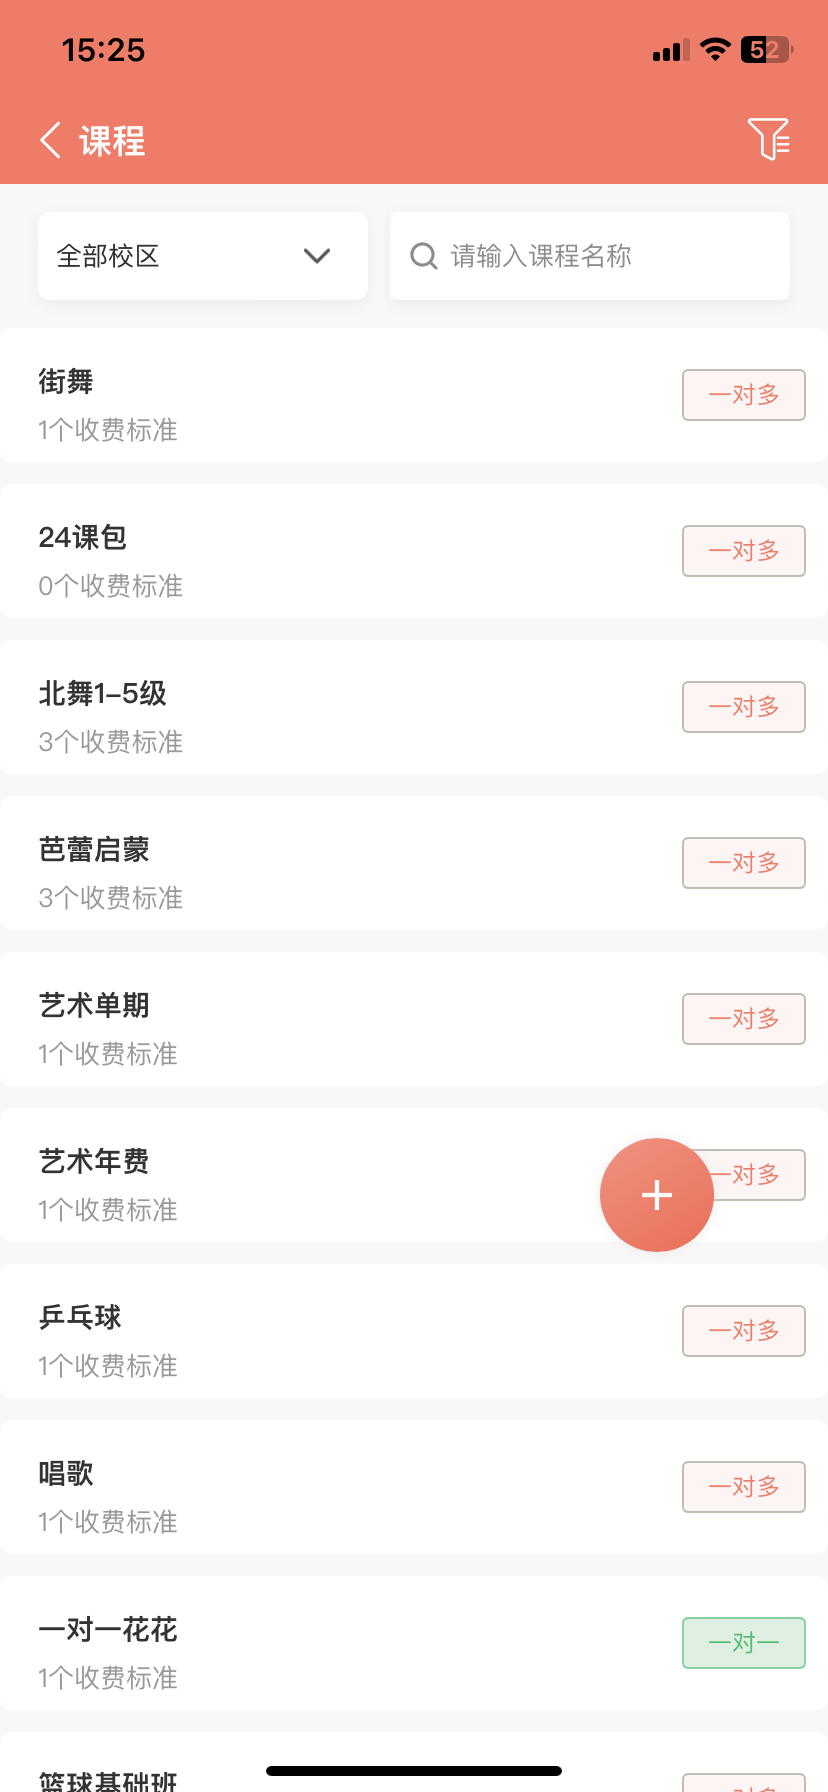 15:25
52
课程
全部校区
请输入课程名称
街舞
一对多
1个收费标准
24课包
一对多
0个收费标准
北舞1-5级
一对多
3个收费标准
芭蕾启蒙
一对多
3个收费标准
艺术单期
一对多
1个收费标准
艺术年费
一对多
1个收费标准
乒乓球
一对多
1个收费标准
唱歌
一对多
1个收费标准
一对一花花
一对一
1个收费标准
篮球基础班
一对多